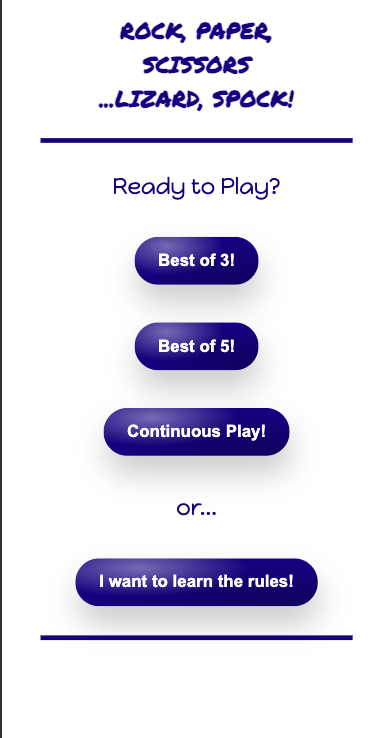 ROCK, PAPER,
SCISSORS
...LIZARD, SPOCK!
Ready to Play?
Best of 3!
Best of 5!
Continuous Play!
or...
I want to learn the rules!